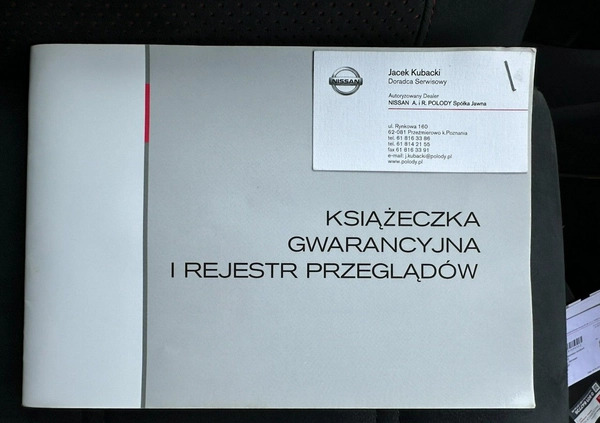 NISSAN
Jacek Kubacki
Doradca Serwisowy
Autoryzowany Dealer
NISSAN A. i R. POLODY Spółka Jawna
ul. Rynkowa 160
62-081 Przeźmierowo k.Poznania
tel. 61 816 33 86
tel. 61 814 21 55
fax 61 816 33 91
e-mail: j.kubacki@polody.pl
www.polody.pl
KSIĄŻECZKA
GWARANCYJNA
I REJESTR PRZEGLĄDÓW